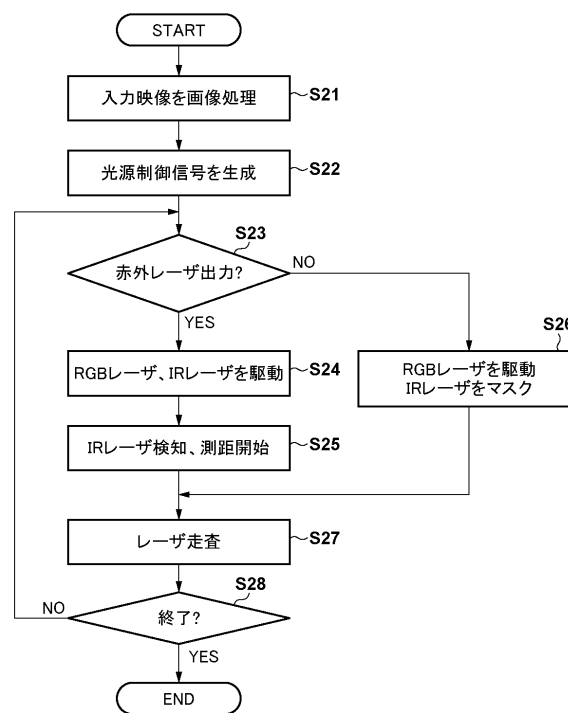 START
入力映像を画像処理
S21
光源制御信号を生成
S22
S23
赤外レーザ出力?
NO
YES
S26
RGBレーザ、IRレーザを駆動
S24
RGBレーザを駆動
IRレーザをマスク
IRレーザ検知、測距開始
S25
レーザ走査
S27
S28
NO
終了?
YES
END